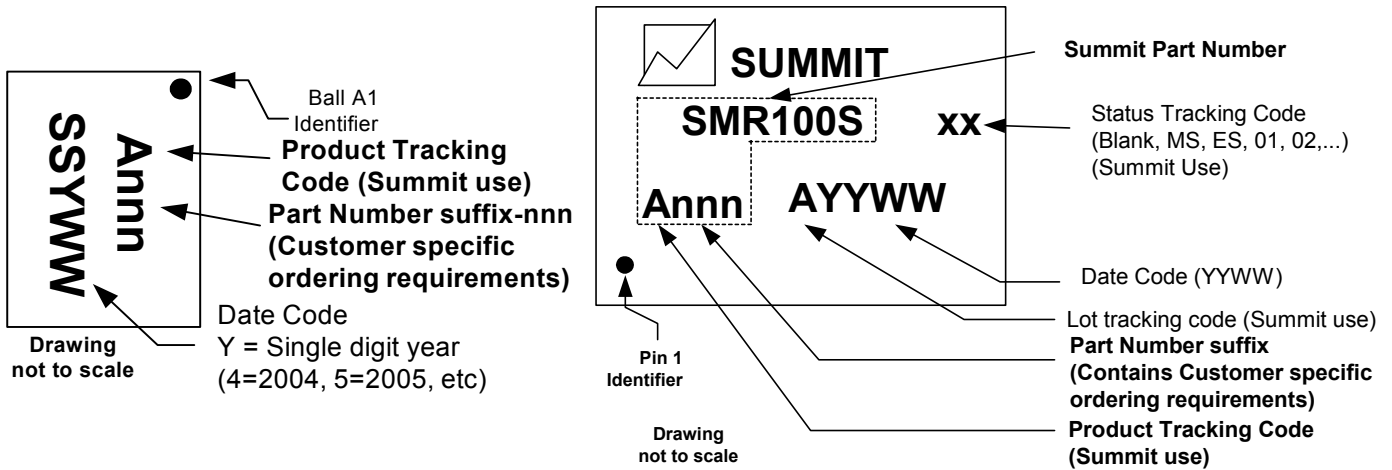 Annn
SSYWW
Ball A1
Identifier
Product Tracking
Code (Summit use)
Part Number suffix-nnn
(Customer specific
ordering requirements)
Date Code
Y = Single digit year
(4=2004, 5=2005, etc)
Drawing
not to scale
SUMMIT
SMR100S
xx
Annn
AYYWW
Summit Part Number
Status Tracking Code
(Blank, MS, ES, 01, 02,...)
(Summit Use)
Date Code (YYWW)
Lot tracking code (Summit use)
Part Number suffix
(Contains Customer specific
ordering requirements)
Product Tracking Code
(Summit use)
Pin 1
Identifier
Drawing
not to scale